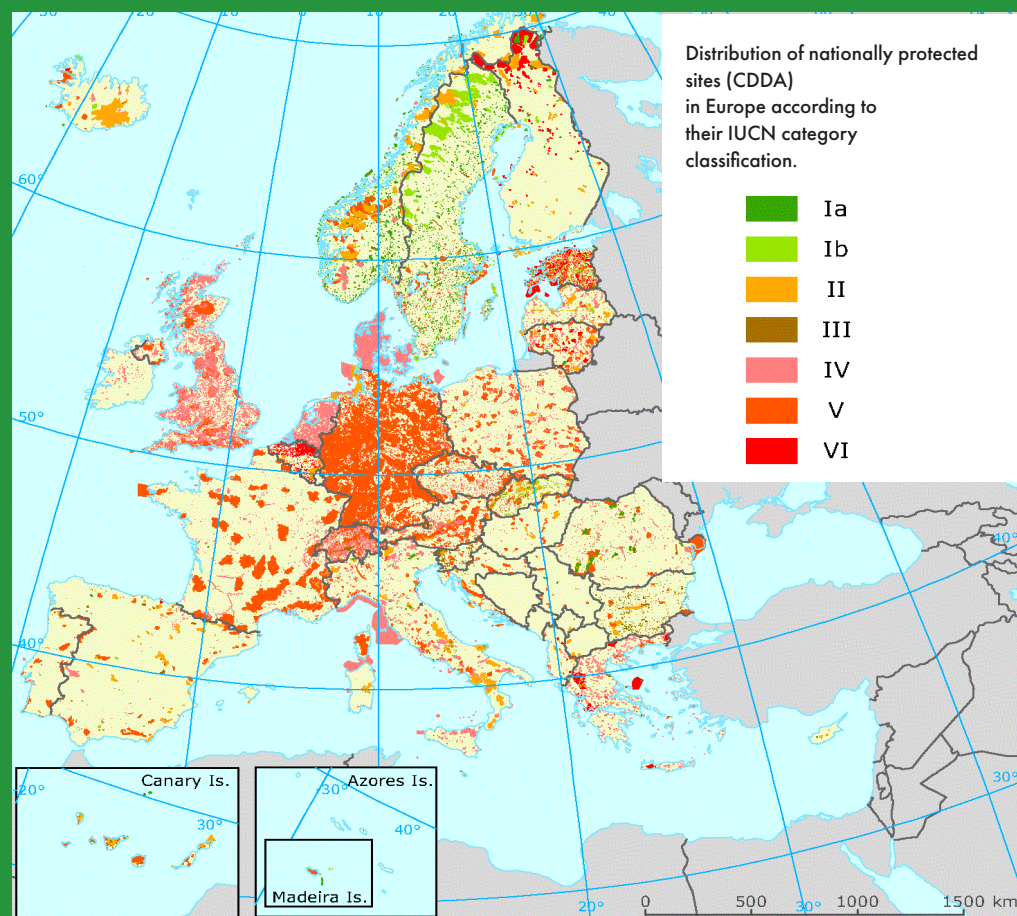 Distribution of nationally protected
sites (CDDA)
in Europe according to
their IUCN category
classification.
Ia
Ib
II
III
IV
V
VI
60°
50°
40°
40°
30°
Canary Is.
20°
30°
Azores Is.
30°
40°
Madeira Is.
20°
30°
0 500 1000 1500 km